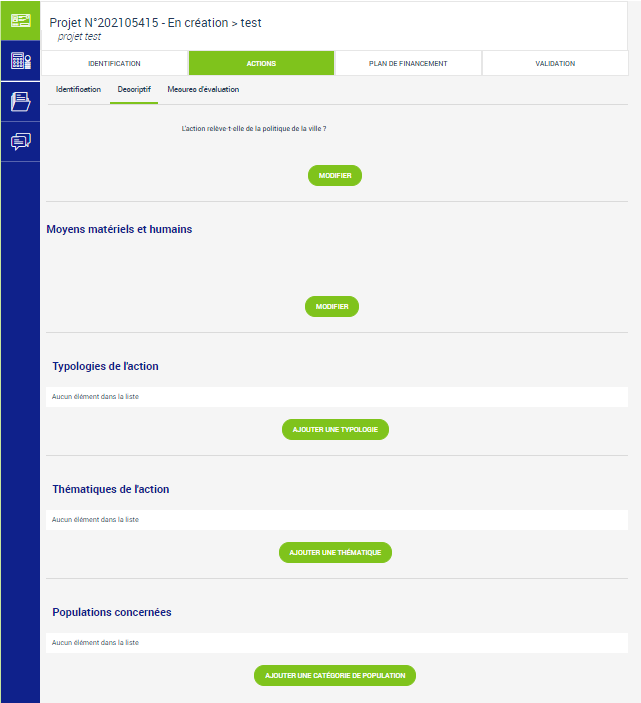 Projet N°202105415 - En création > test
projet test
IDENTIFICATION ACTIONS PLAN DE FINANCEMENT VALIDATION
Identification Descriptif Mesures d'évaluation
L'action relève-t-elle de la politique de la ville ?
MODIFIER
Moyens matériels et humains
MODIFIER
Typologies de l'action
Aucun élément dans la liste
AJOUTER UNE TYPOLOGIE
Thématiques de l'action
Aucun élément dans la liste
AJOUTER UNE THÉMATIQUE
Populations concernées
Aucun élément dans la liste
AJOUTER UNE CATÉGORIE DE POPULATION